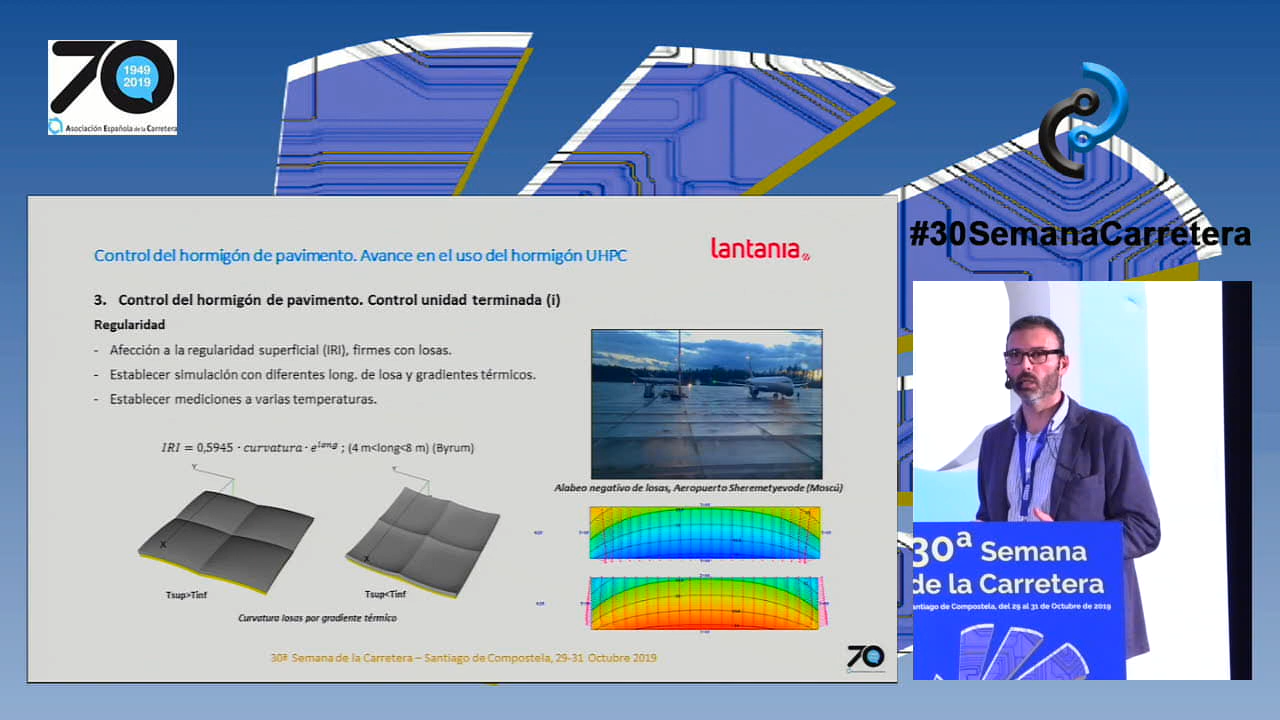 70
1949
2019
Asociación Española de la Carretera
#30SemanaCarretera
Control del hormigón de pavimento. Avance en el uso del hormigón UHPC
lantania
3. Control del hormigón de pavimento. Control unidad terminada (i)
Regularidad
- Afección a la regularidad superficial (IRI), firmes con losas.
- Establecer simulación con diferentes long. de losa y gradientes térmicos.
- Establecer mediciones a varias temperaturas.
IRI = 0,5945 · curvatura · e^long ; (4 m<long<8 m) (Byrum)
Y
X
Tsup>Tinf
Y
X
Tsup<Tinf
Curvatura losas por gradiente térmico
Alabeo negativo de losas, Aeropuerto Sheremetyevode (Moscú)
30ª Semana de la Carretera – Santiago de Compostela, 29-31 Octubre 2019
70
30ª Semana
de la Carretera
antiago de Compostela, del 29 al 31 de Octubre de 2019